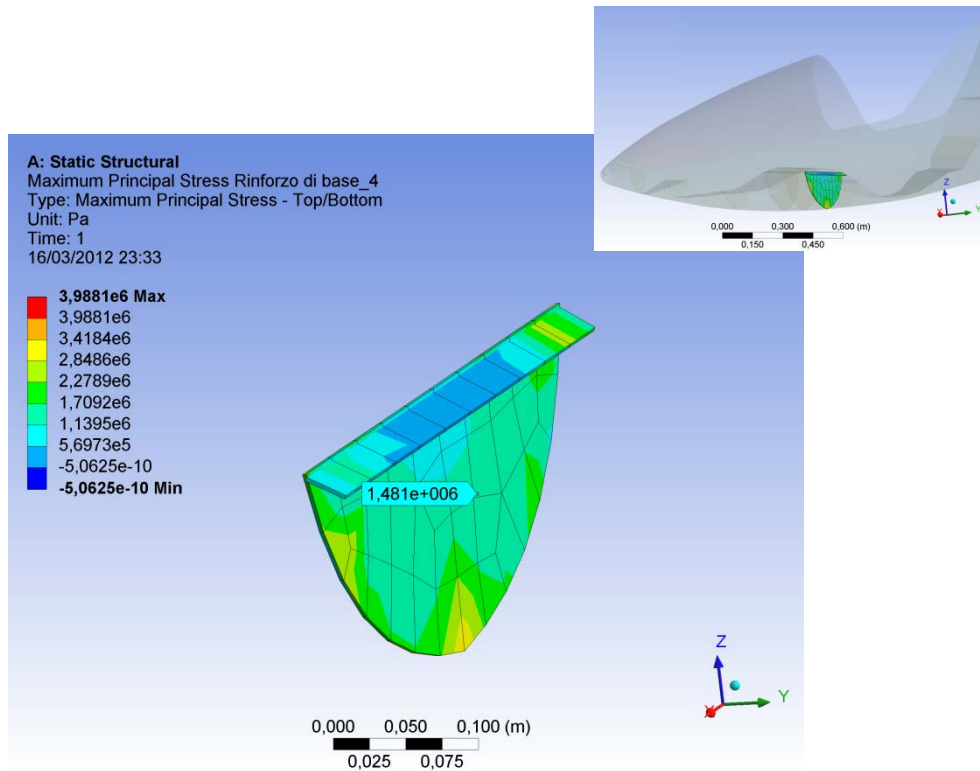 A: Static Structural
Maximum Principal Stress Rinforzo di base_4
Type: Maximum Principal Stress - Top/Bottom
Unit: Pa
Time: 1
16/03/2012 23:33
3,9881e6 Max
3,9881e6
3,4184e6
2,8486e6
2,2789e6
1,7092e6
1,1395e6
5,6973e5
-5,0625e-10
-5,0625e-10 Min
1,481e+006
0,000 0,050 0,100 (m)
0,025 0,075
Z
Y
X
0,000 0,300 0,600 (m)
0,150 0,450
Z
Y
X